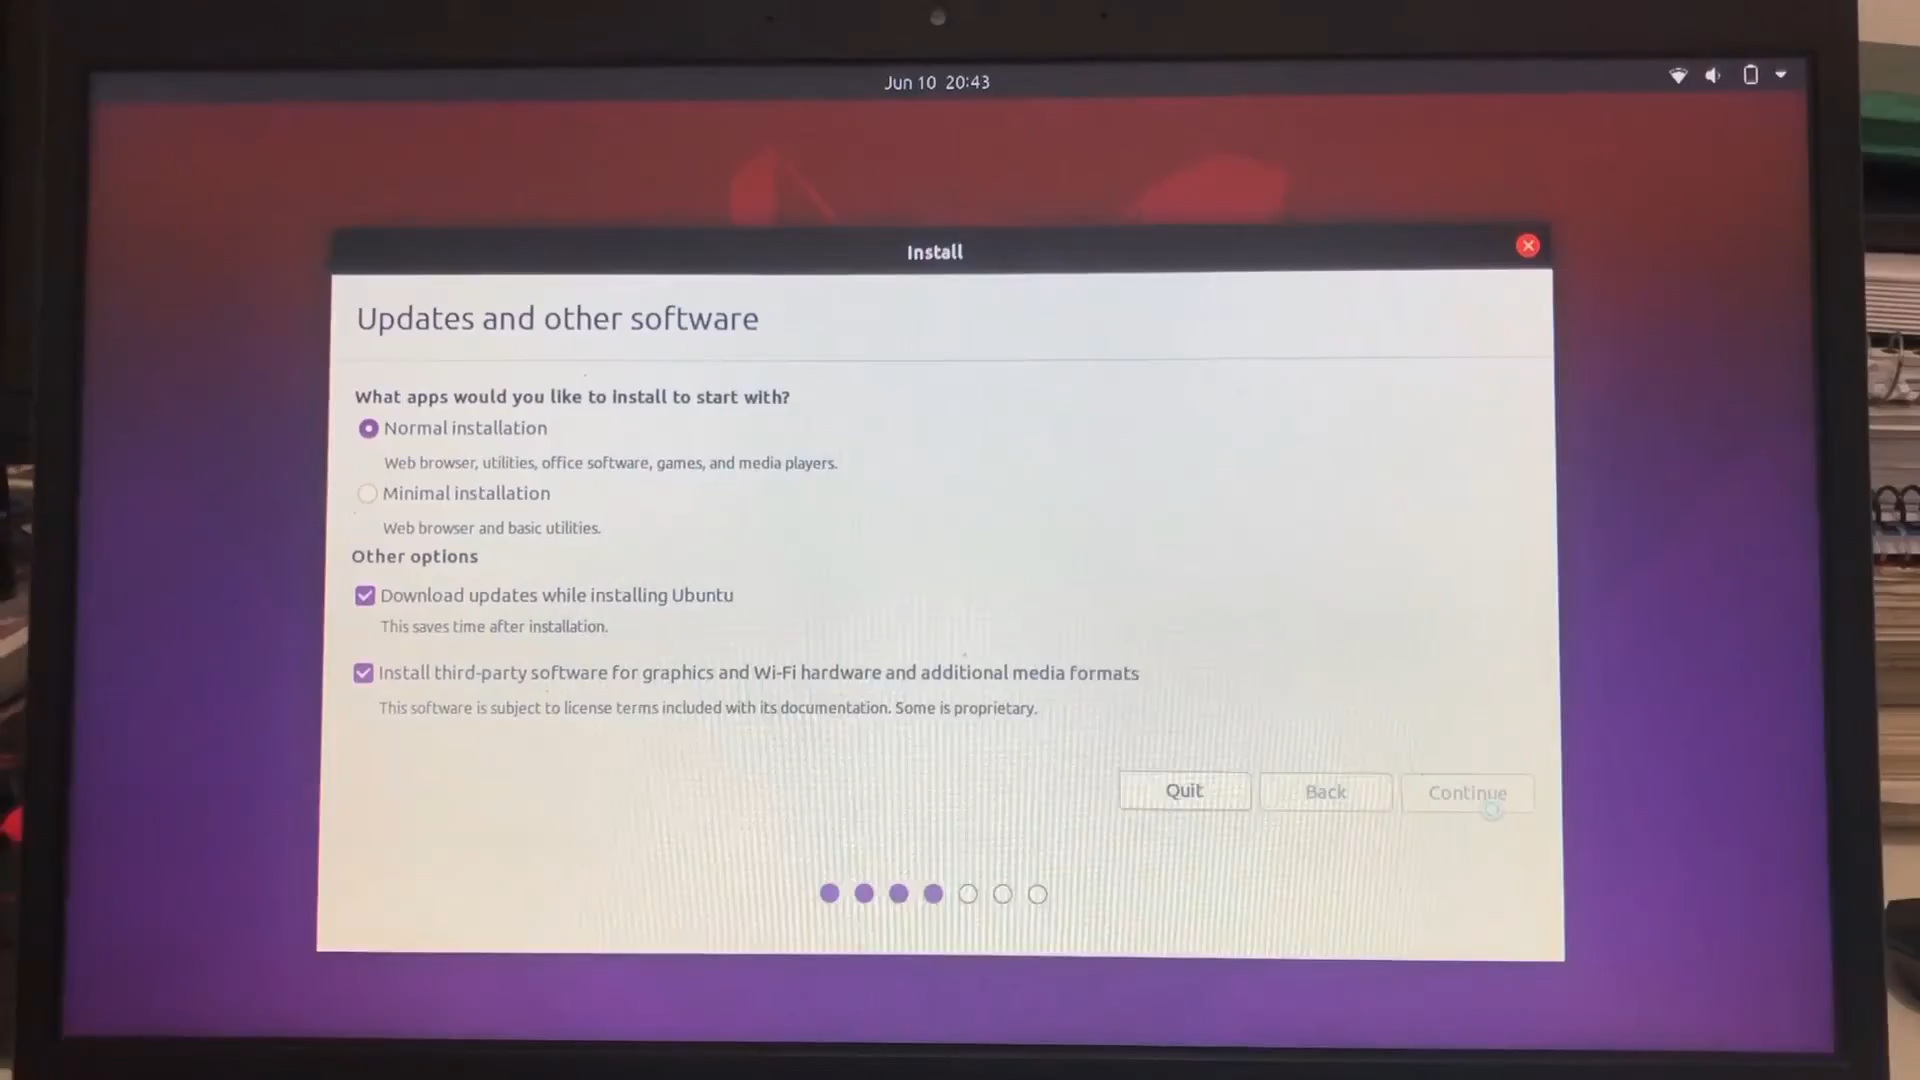 Jun 10 20:43
Install
Updates and other software
What apps would you like to install to start with?
Normal installation
Web browser, utilities, office software, games, and media players.
Minimal installation
Web browser and basic utilities.
Other options
Download updates while installing Ubuntu
This saves time after installation.
Install third-party software for graphics and Wi-Fi hardware and additional media formats
This software is subject to license terms included with its documentation. Some is proprietary.
Quit Back Continue